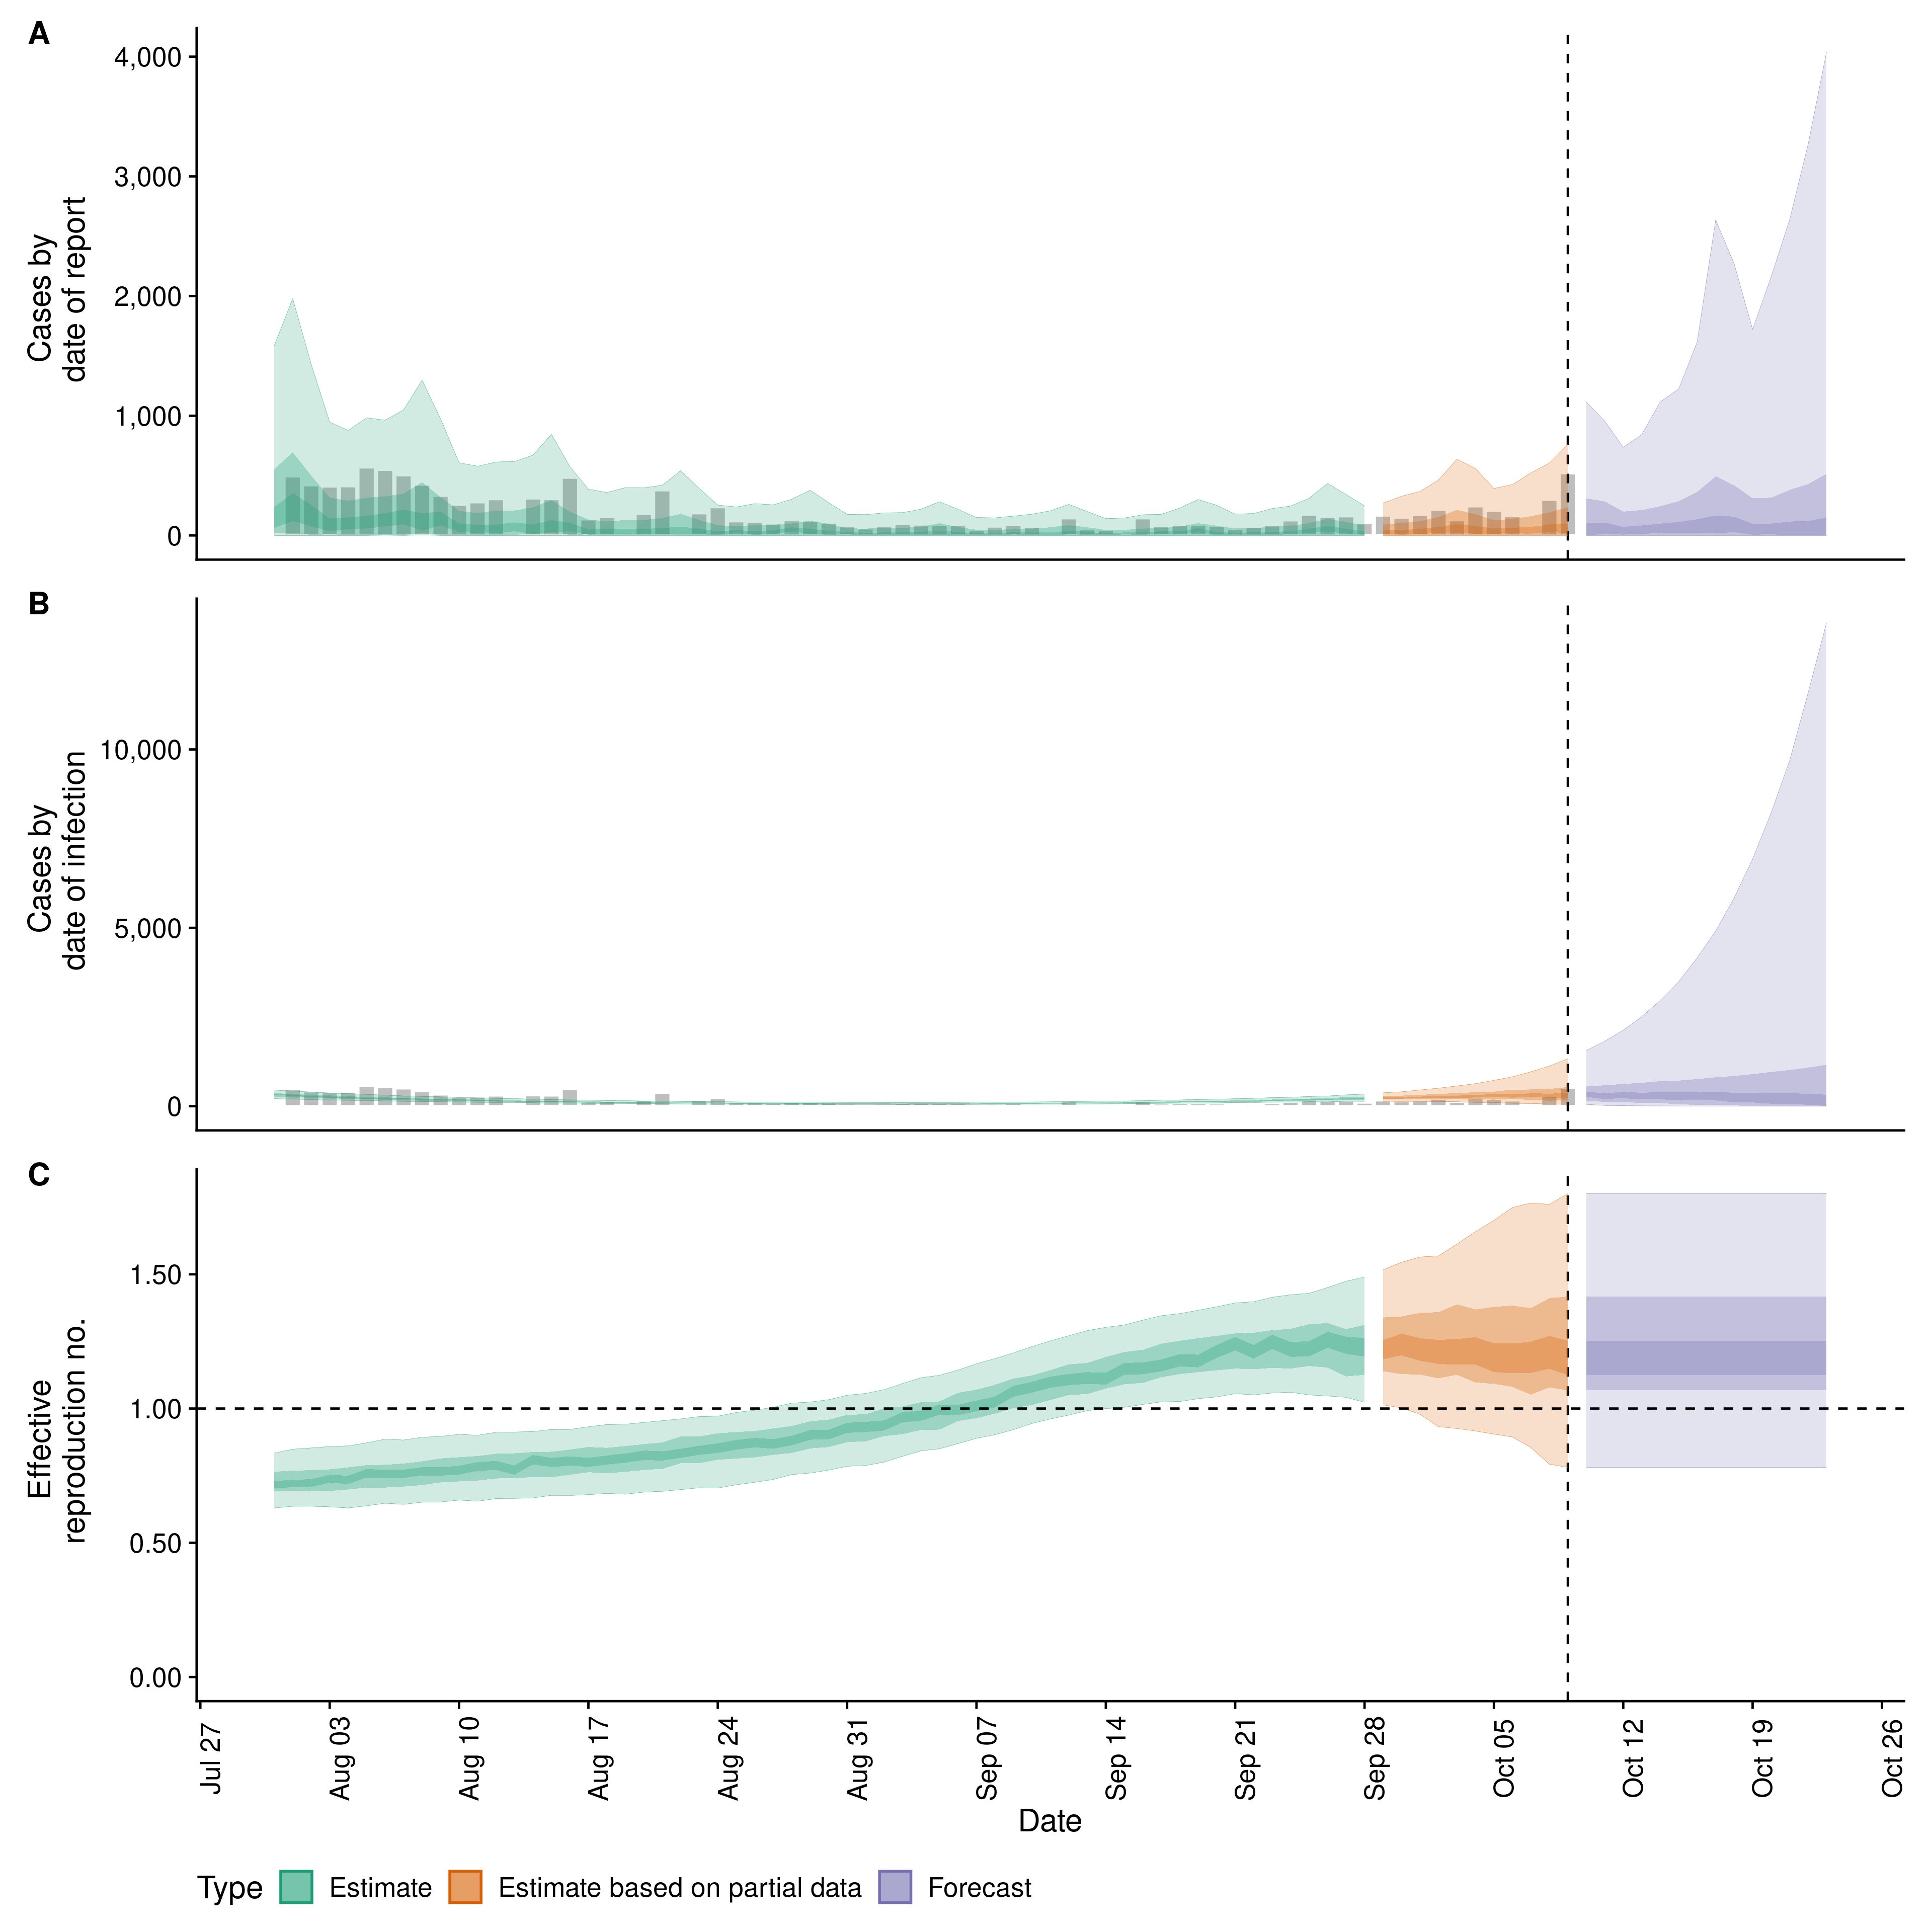 A
4,000
3,000
2,000
1,000
0
Cases by
date of report
B
10,000
5,000
0
Cases by
date of infection
C
1.50
1.00
0.50
0.00
Effective
reproduction no.
Jul 27
Aug 03
Aug 10
Aug 17
Aug 24
Aug 31
Sep 07
Sep 14
Sep 21
Sep 28
Oct 05
Oct 12
Oct 19
Oct 26
Date
Type Estimate Estimate based on partial data Forecast